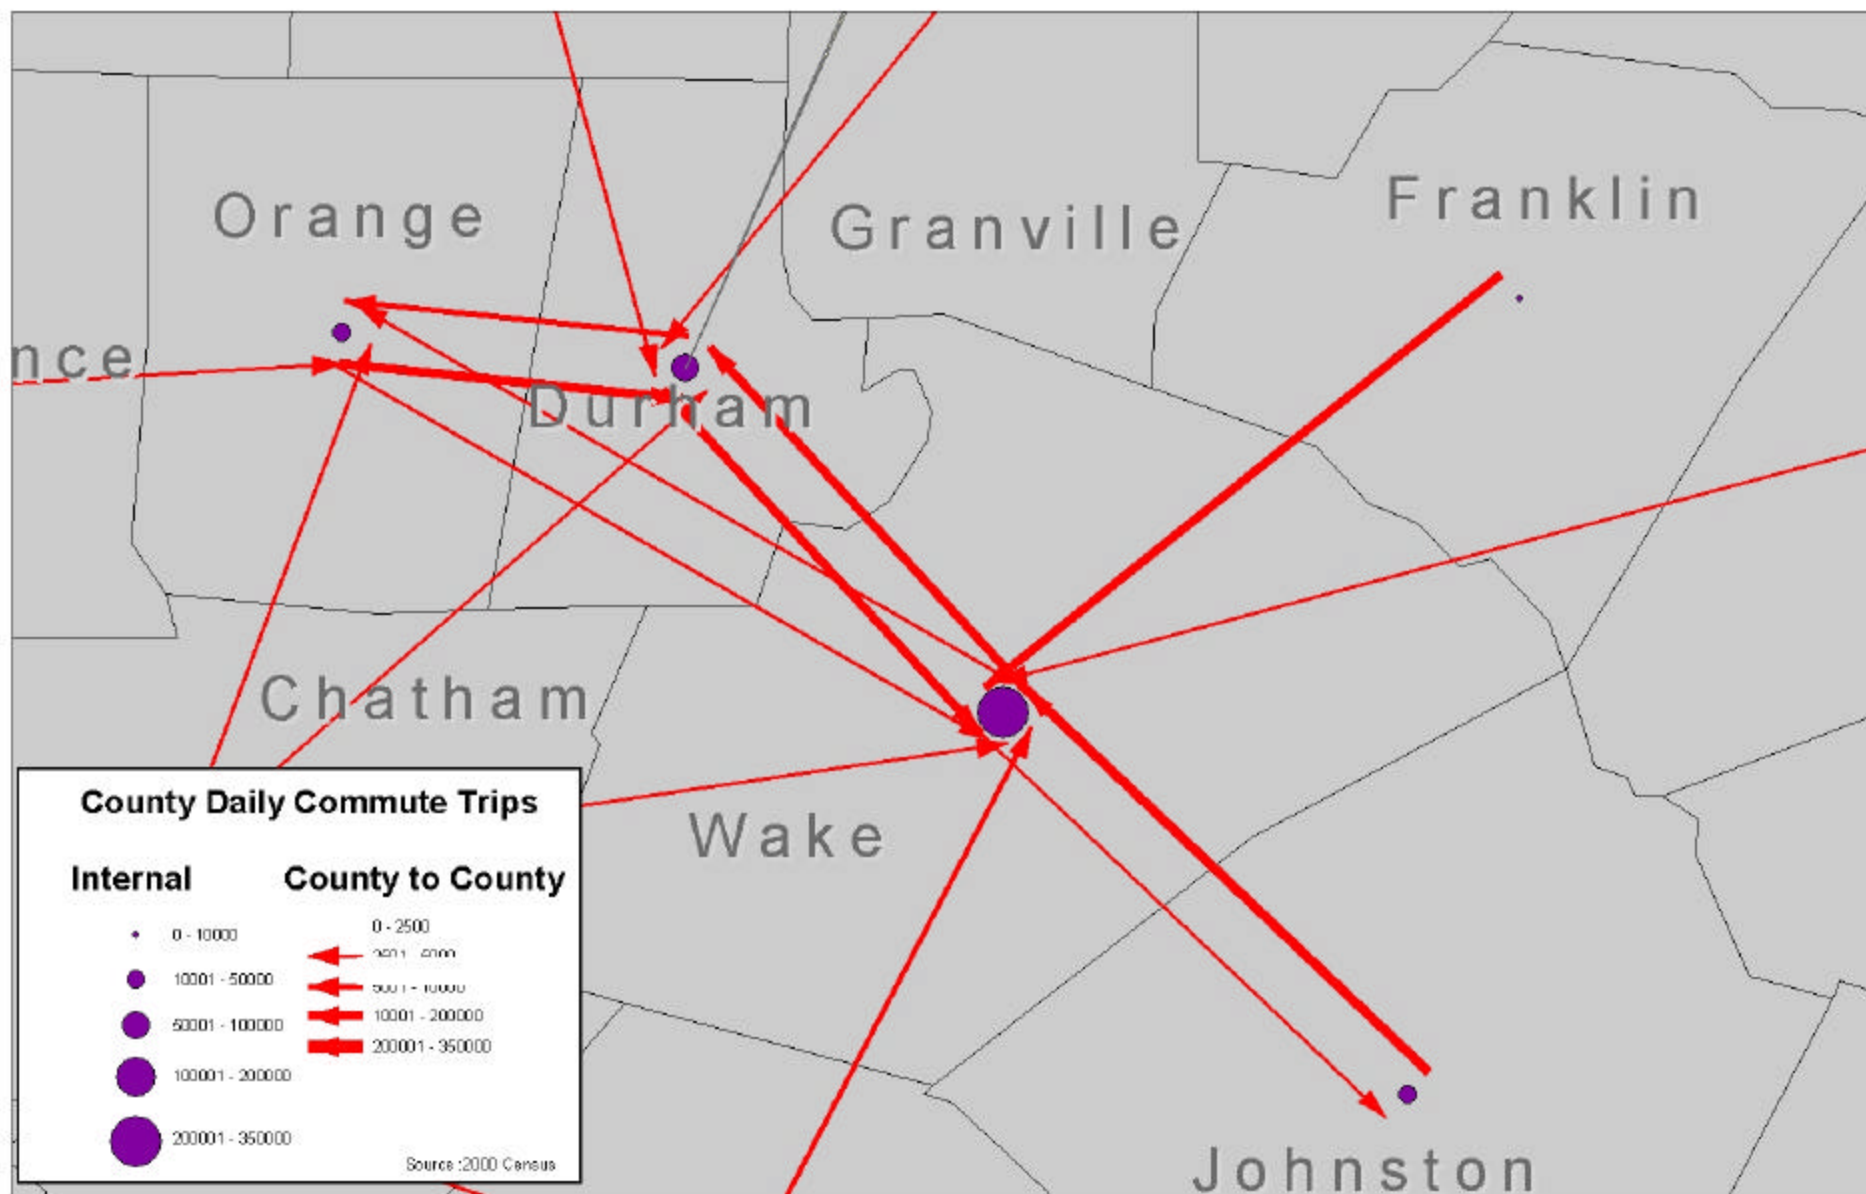 Orange
Granville
Franklin
nce
Durham
Chatham
Wake
Johnston
County Daily Commute Trips
Internal
County to County
0 - 10000
10001 - 50000
50001 - 100000
100001 - 200000
200001 - 350000
0 - 2500
10001 - 200000
200001 - 350000
Source :2000 Census